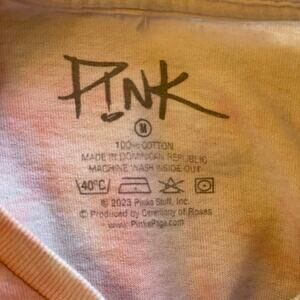 P!NK
M
100% COTTON
MADE IN DOMINICAN REPUBLIC
MACHINE WASH INSIDE OUT
40°C
© 2023 Pinks Stuff, Inc.
© Produced by Ceremony of Roses
www.PinksPage.com